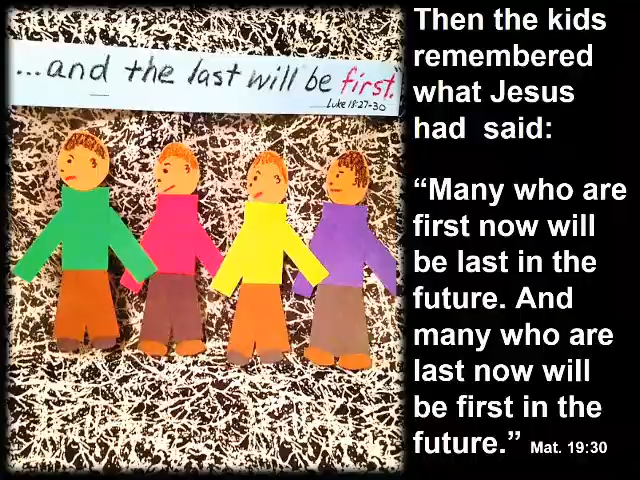 ...and the last will be first.
Luke 18:27-30
Then the kids
remembered
what Jesus
had said:
“Many who are
first now will
be last in the
future. And
many who are
last now will
be first in the
future.” Mat. 19:30